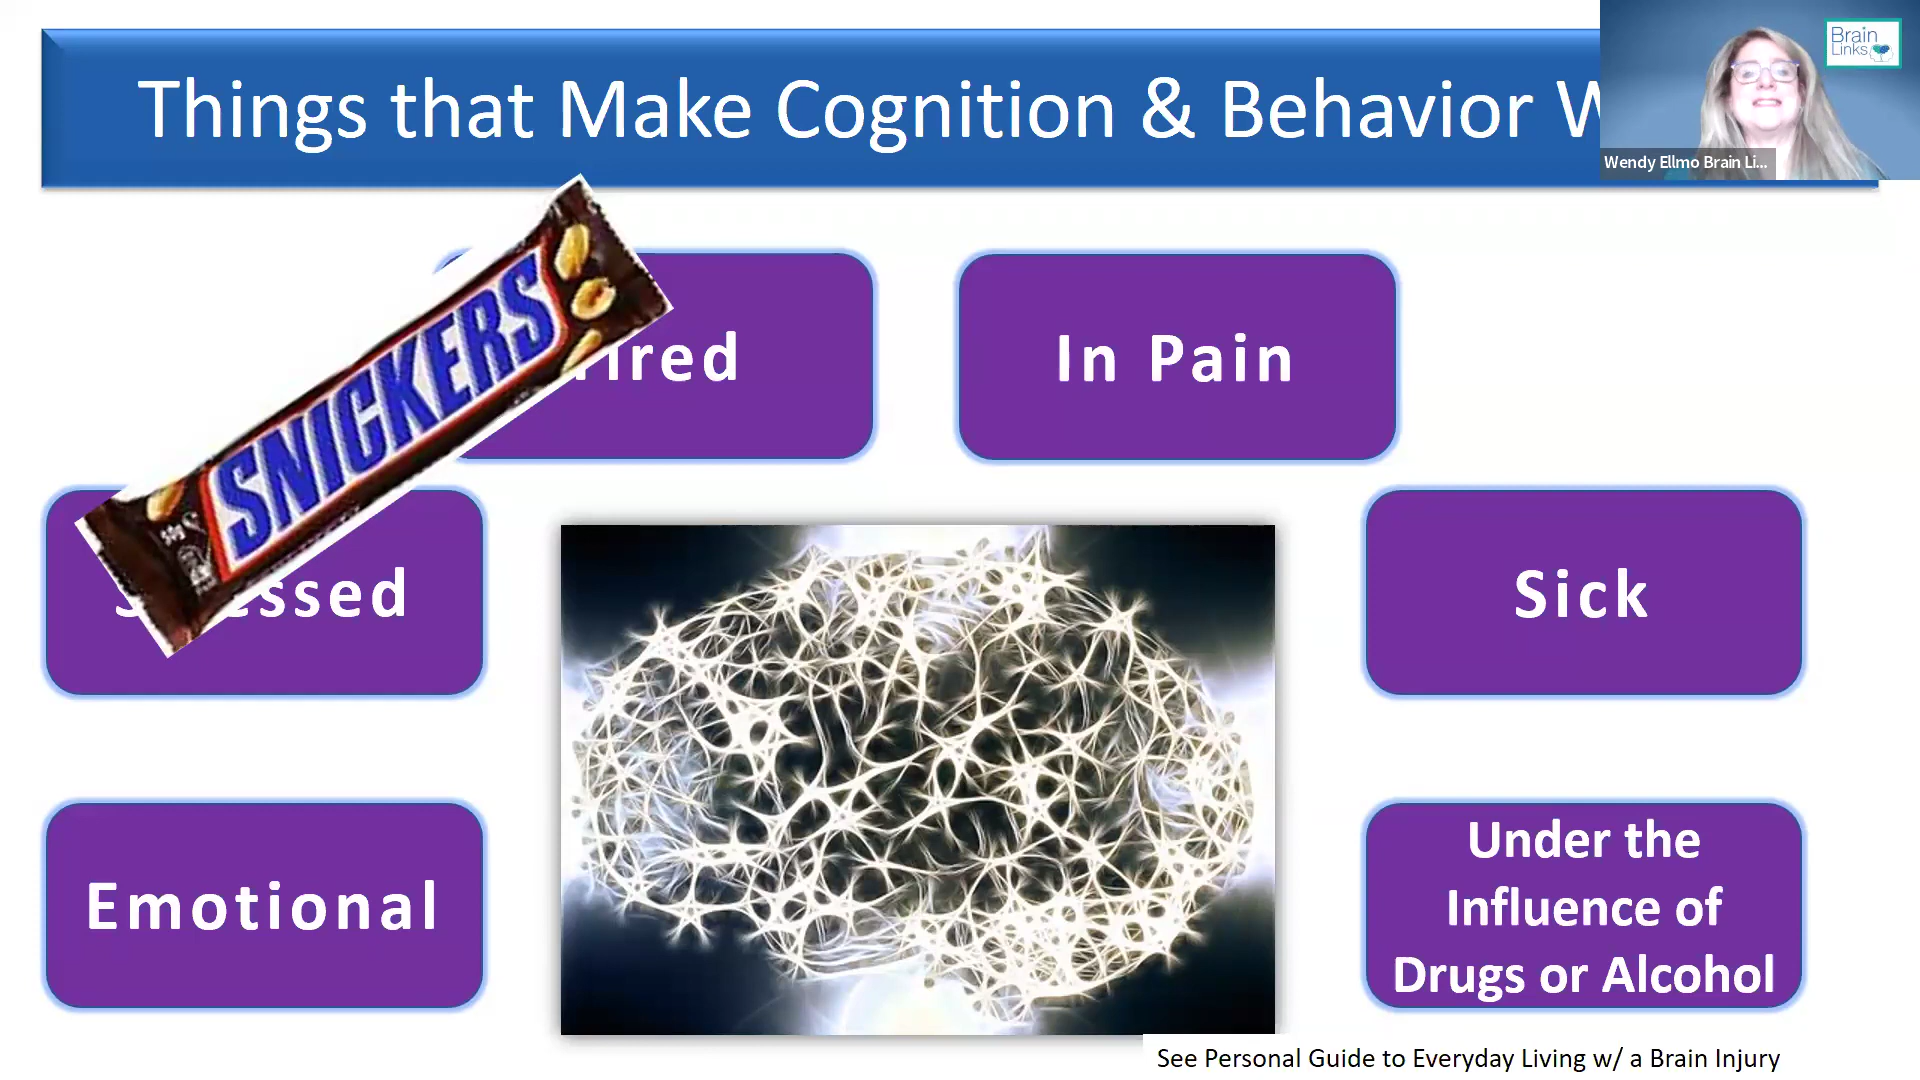 Things that Make Cognition & Behavior W
Brain
Links
Wendy Ellmo Brain Li...
SNICKERS
ired
In Pain
essed
Sick
Emotional
Under the
Influence of
Drugs or Alcohol
See Personal Guide to Everyday Living w/ a Brain Injury